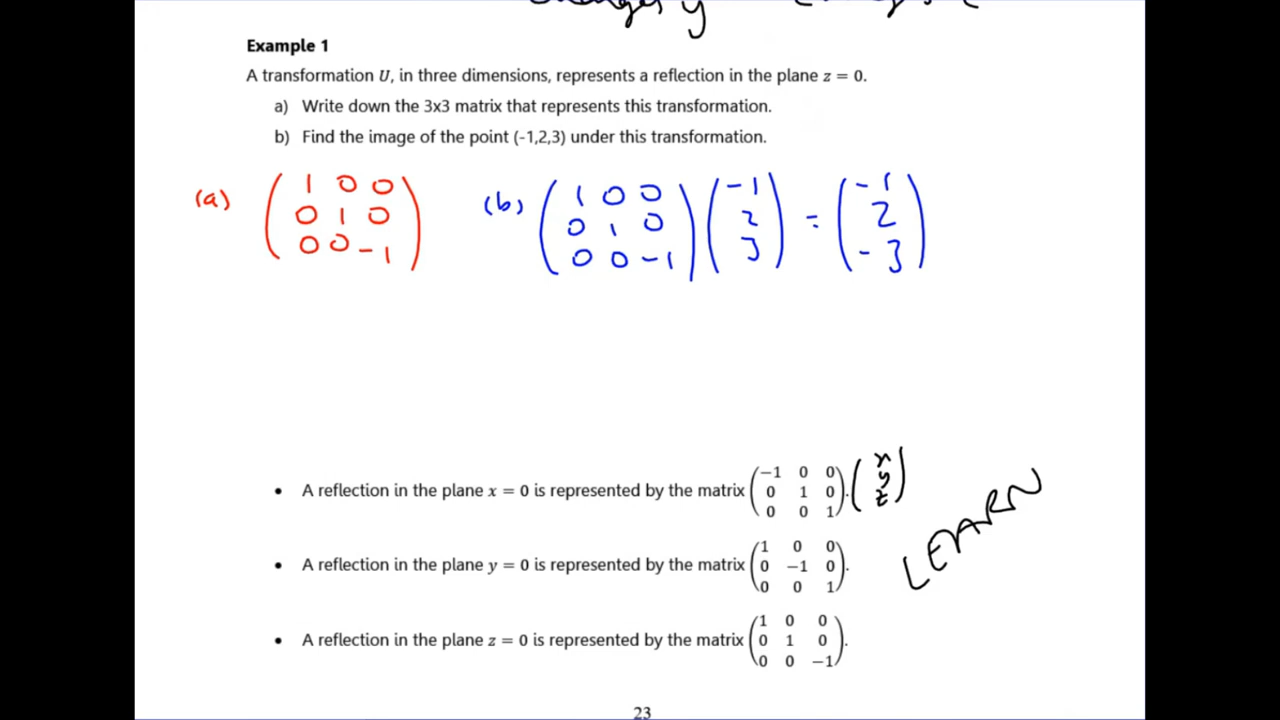 Example 1
A transformation U, in three dimensions, represents a reflection in the plane z = 0.
a) Write down the 3x3 matrix that represents this transformation.
b) Find the image of the point (-1,2,3) under this transformation.
(a) ( 1 0 0 ) (b) ( 1 0 0 ) ( -1 ) = ( -1 )
( 0 1 0 ) ( 0 1 0 ) ( 2 ) ( 2 )
( 0 0 -1 ) ( 0 0 -1 ) ( 3 ) ( -3 )
• A reflection in the plane x = 0 is represented by the matrix ( −1 0 0 ) . ( x )
( 0 1 0 ) ( y )
( 0 0 1 ) ( z )
LEARN
• A reflection in the plane y = 0 is represented by the matrix ( 1 0 0 ) .
( 0 −1 0 )
( 0 0 1 )
• A reflection in the plane z = 0 is represented by the matrix ( 1 0 0 ) .
( 0 1 0 )
( 0 0 −1 )
23